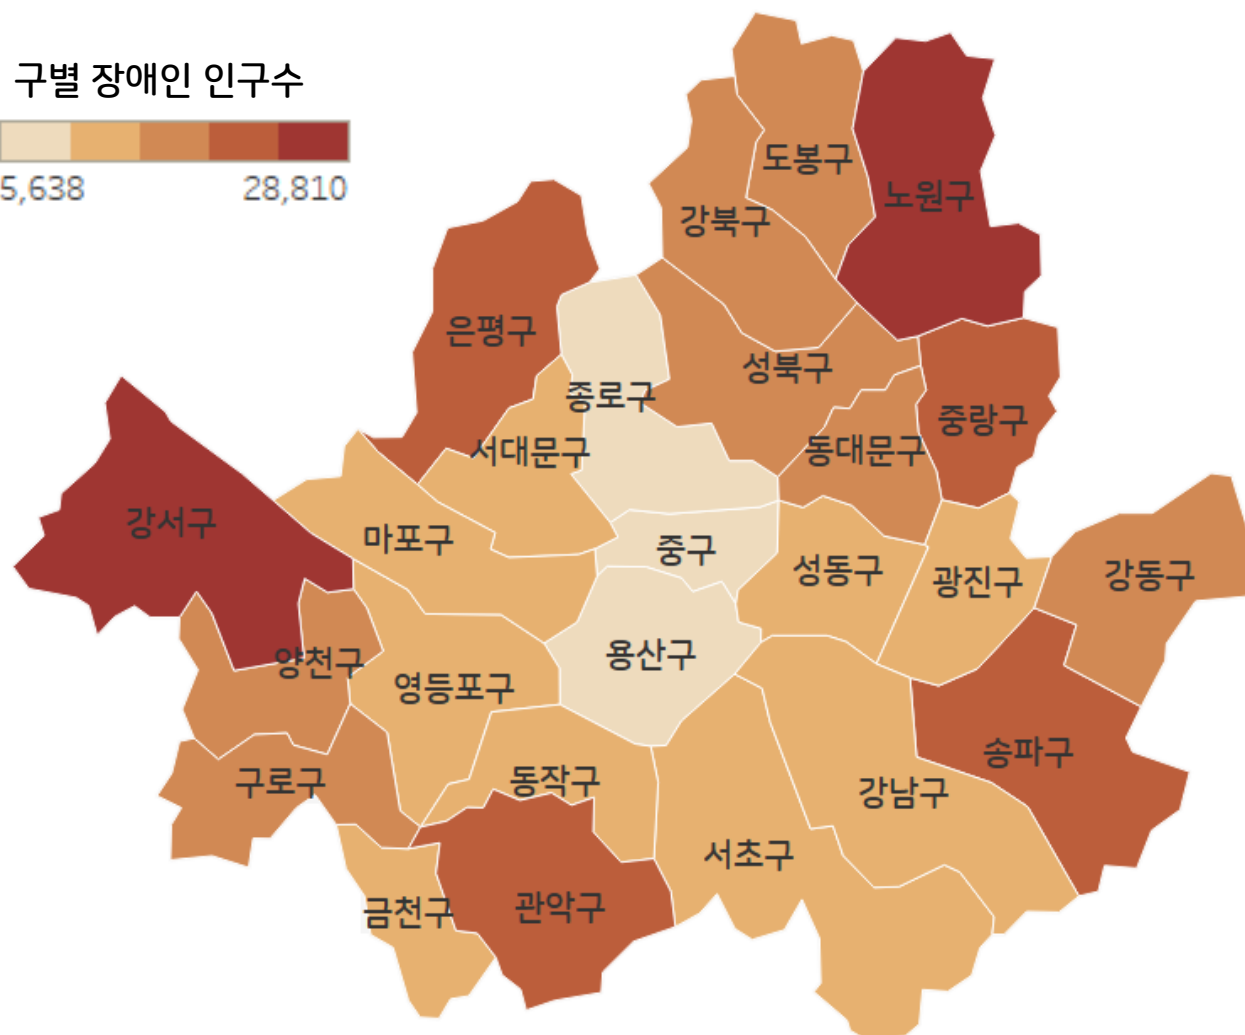 구별 장애인 인구수
5,638 28,810
도봉구
노원구
강북구
은평구
성북구
종로구
중랑구
서대문구
동대문구
강서구
마포구
중구
성동구
광진구
강동구
양천구
영등포구
용산구
송파구
구로구
동작구
강남구
서초구
금천구
관악구